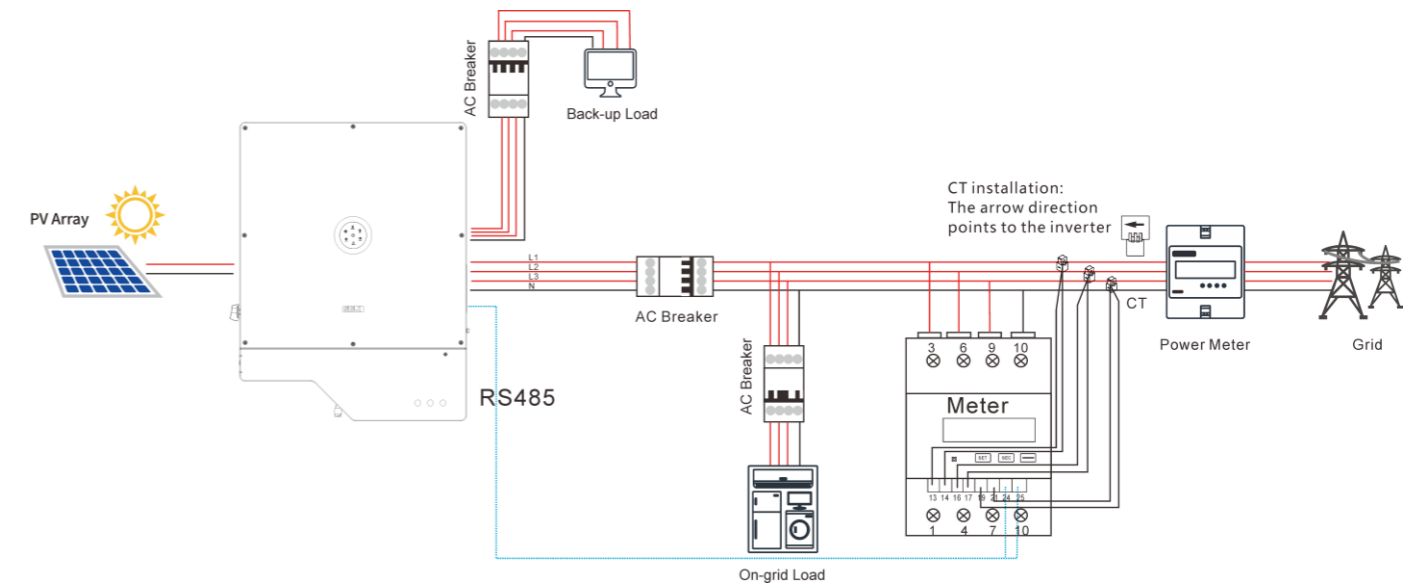 AC Breaker
Back-up Load
PV Array
CT installation:
The arrow direction
points to the inverter
L1
L2
L3
N
AC Breaker
CT
Power Meter
Grid
RS485
AC Breaker
3 6 9 10
Meter
SET
13 14 16 17 19 21 24 25
1 4 7 10
On-grid Load